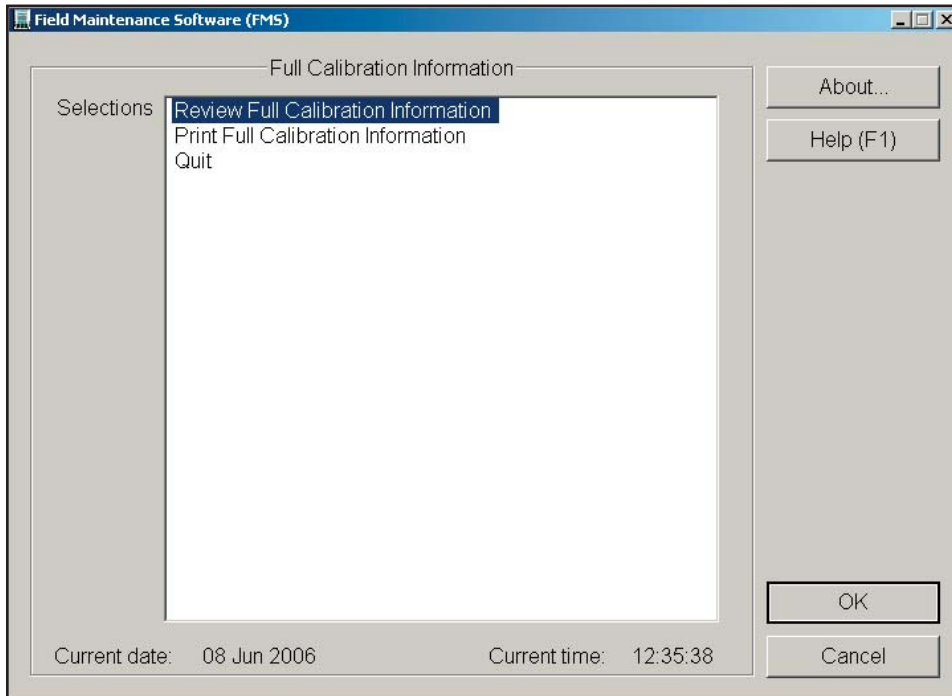 Field Maintenance Software (FMS)
Full Calibration Information
About...
Selections
Review Full Calibration Information
Print Full Calibration Information
Help (F1)
Quit
OK
Current date: 08 Jun 2006 Current time: 12:35:38
Cancel